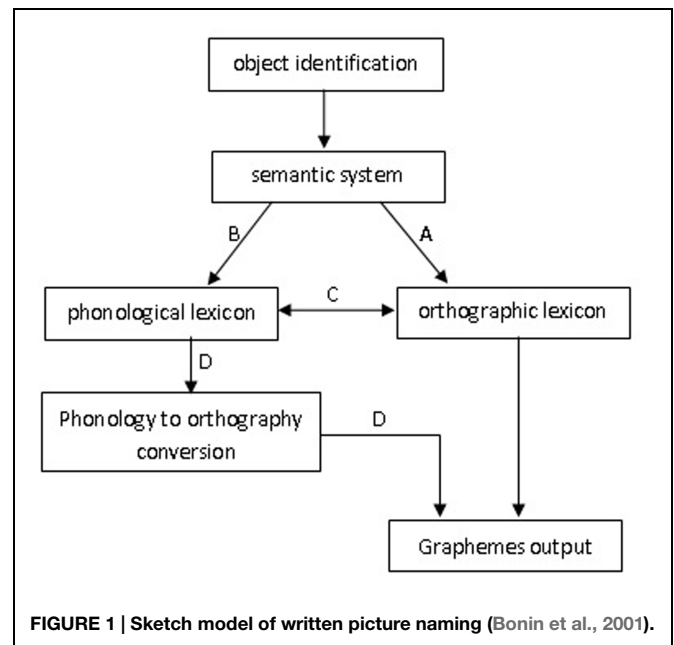 object identification
semantic system
B
A
phonological lexicon
C
orthographic lexicon
D
Phonology to orthography
conversion
D
Graphemes output
FIGURE 1 | Sketch model of written picture naming (Bonin et al., 2001).